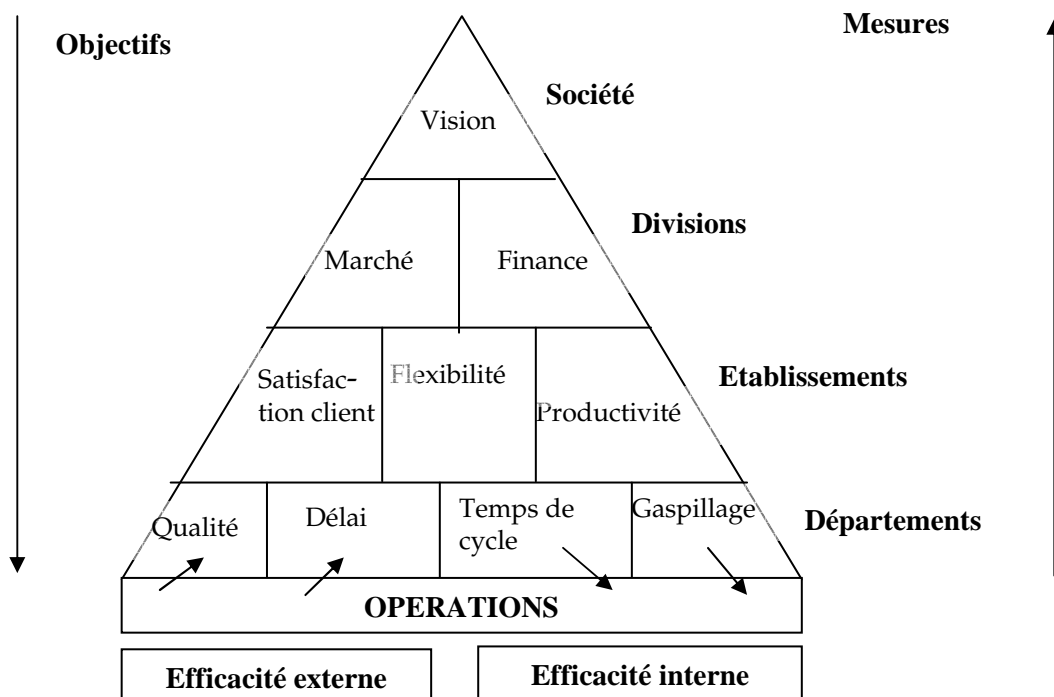 Objectifs
Mesures
Société
Vision
Divisions
Marché
Finance
Etablissements
Satisfac-
tion client
Flexibilité
Productivité
Départements
Qualité
Délai
Temps de
cycle
Gaspillage
OPERATIONS
Efficacité externe
Efficacité interne